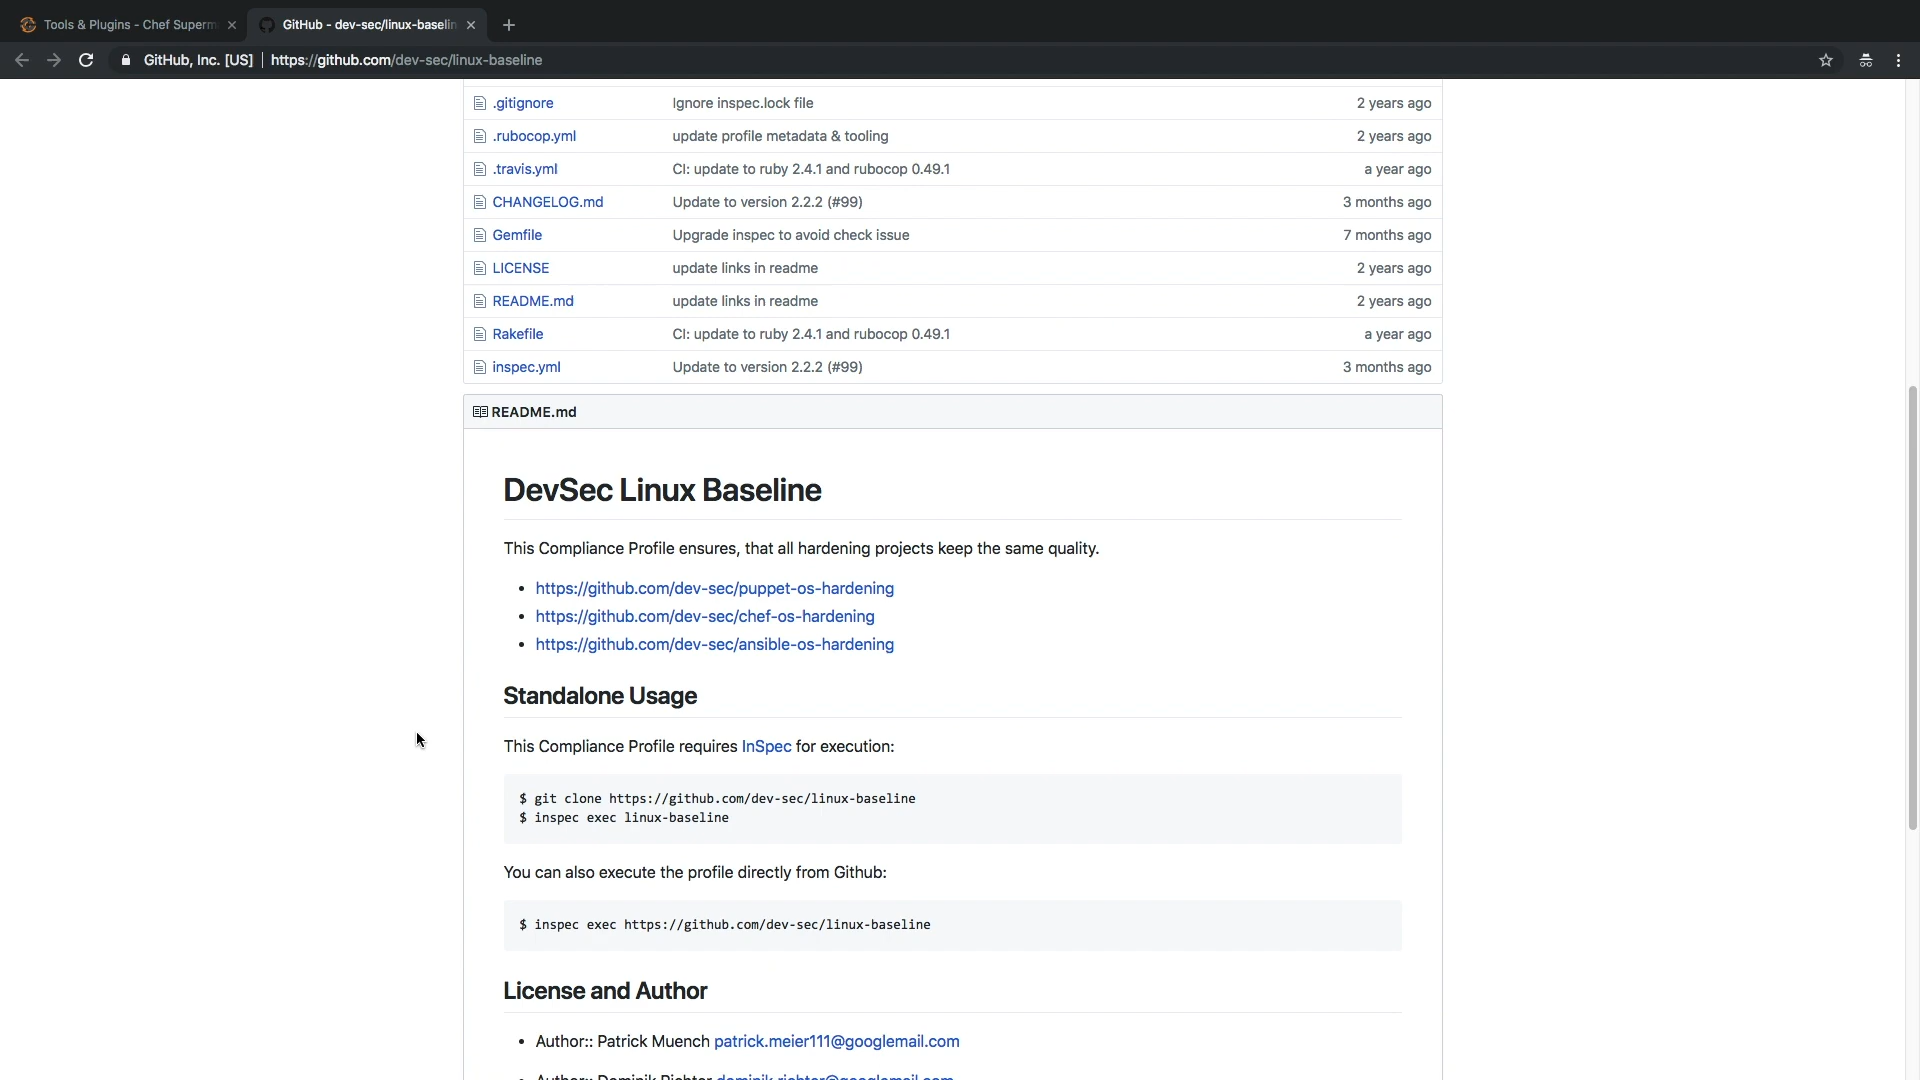 Tools & Plugins - Chef Superm
GitHub - dev-sec/linux-baselin
GitHub, Inc. [US] | https://github.com/dev-sec/linux-baseline
.gitignore Ignore inspec.lock file 2 years ago
.rubocop.yml update profile metadata & tooling 2 years ago
.travis.yml CI: update to ruby 2.4.1 and rubocop 0.49.1 a year ago
CHANGELOG.md Update to version 2.2.2 (#99) 3 months ago
Gemfile Upgrade inspec to avoid check issue 7 months ago
LICENSE update links in readme 2 years ago
README.md update links in readme 2 years ago
Rakefile CI: update to ruby 2.4.1 and rubocop 0.49.1 a year ago
inspec.yml Update to version 2.2.2 (#99) 3 months ago
README.md
DevSec Linux Baseline
This Compliance Profile ensures, that all hardening projects keep the same quality.
• https://github.com/dev-sec/puppet-os-hardening
• https://github.com/dev-sec/chef-os-hardening
• https://github.com/dev-sec/ansible-os-hardening
Standalone Usage
This Compliance Profile requires InSpec for execution:
$ git clone https://github.com/dev-sec/linux-baseline
$ inspec exec linux-baseline
You can also execute the profile directly from Github:
$ inspec exec https://github.com/dev-sec/linux-baseline
License and Author
• Author:: Patrick Muench patrick.meier111@googlemail.com
• Author:: Dominik Richter dominik.richter@googlemail.com